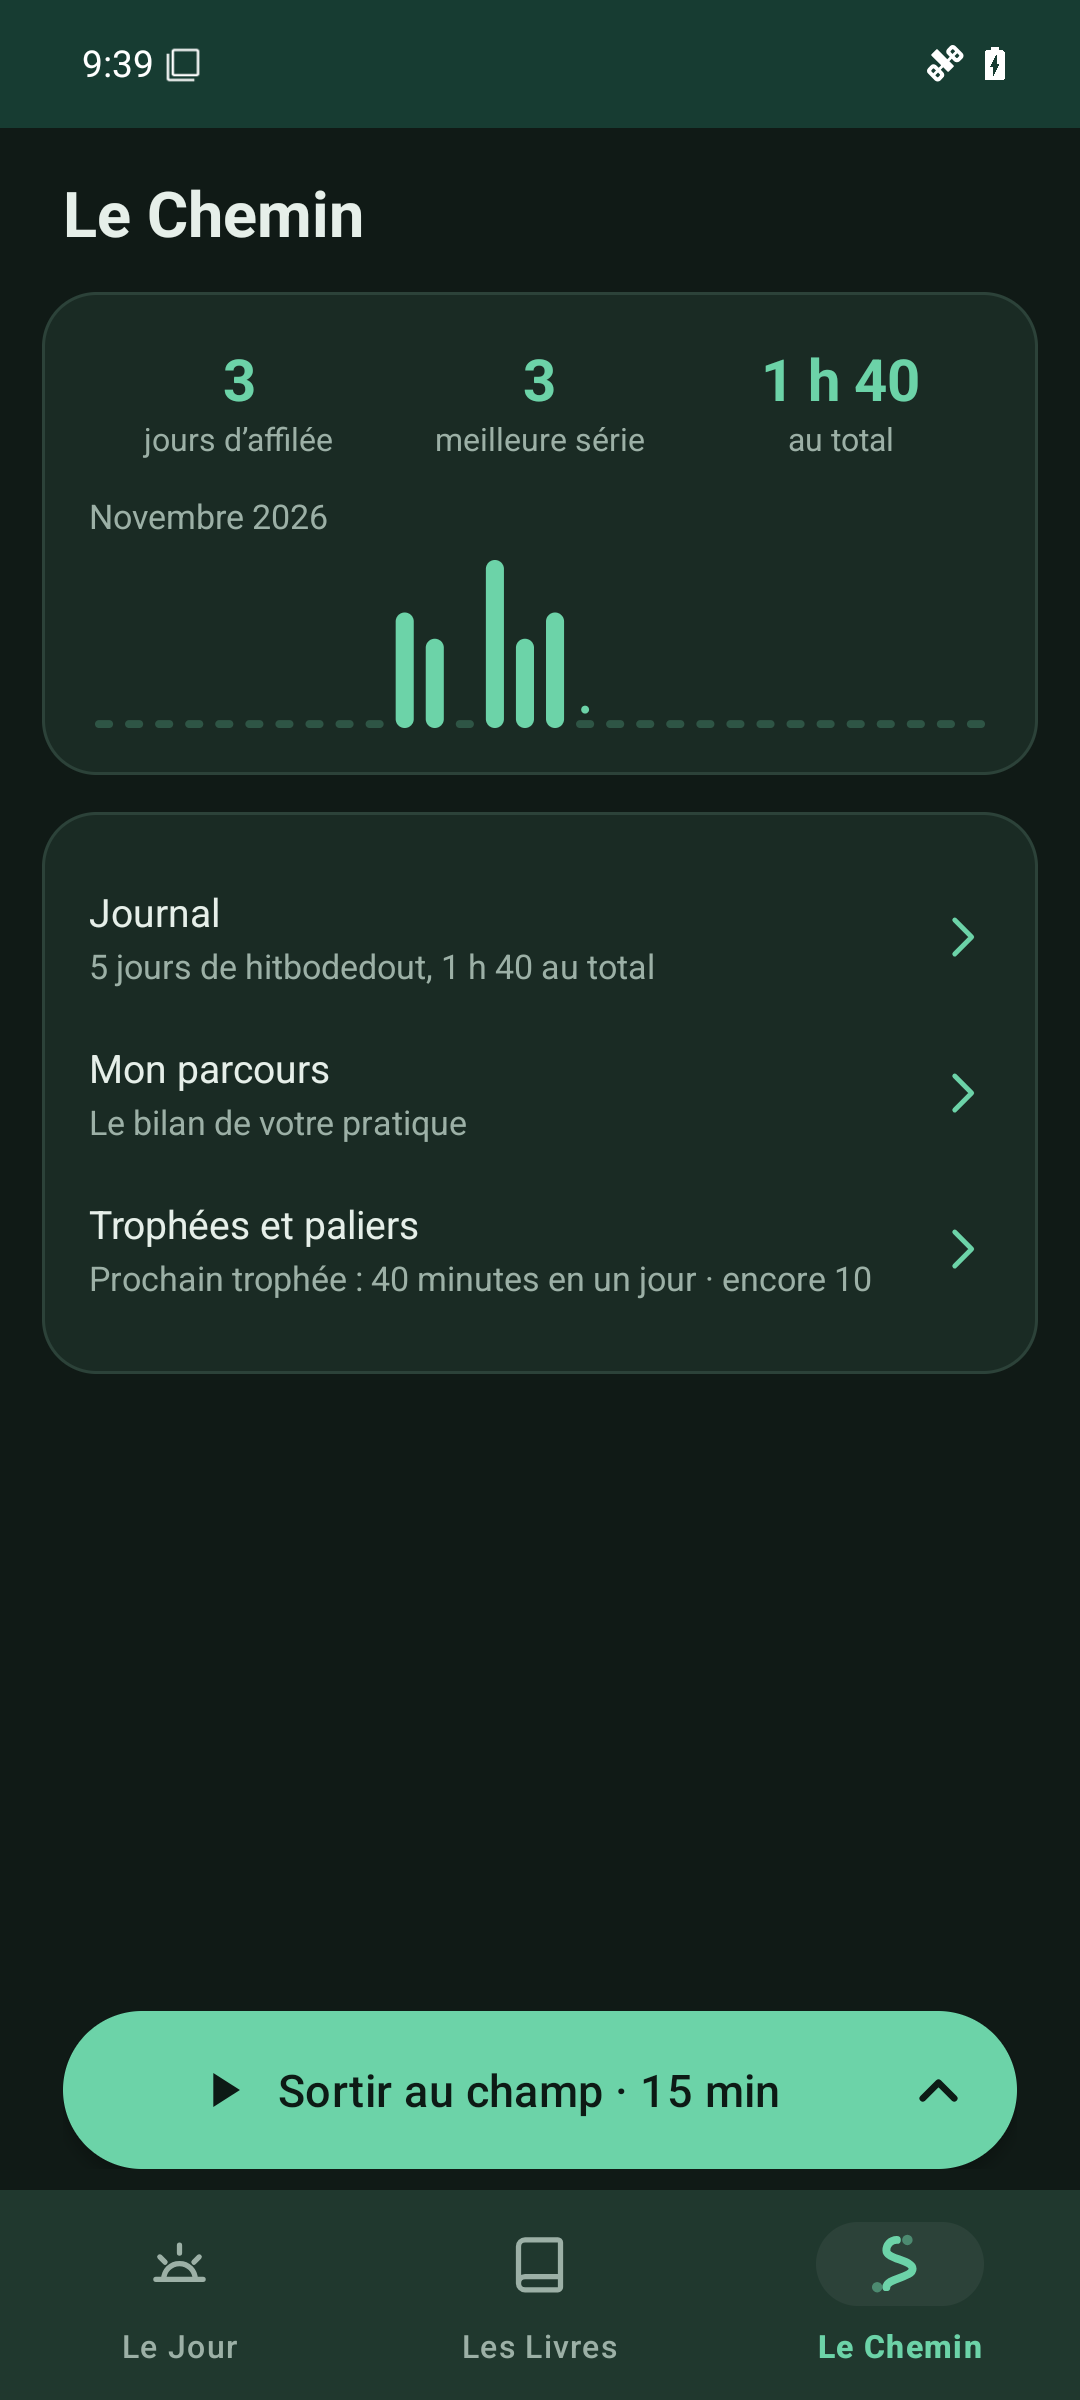 9:39
Le Chemin
3
jours d’affilée
3
meilleure série
1 h 40
au total
Novembre 2026
Journal
5 jours de hitbodedout, 1 h 40 au total
Mon parcours
Le bilan de votre pratique
Trophées et paliers
Prochain trophée : 40 minutes en un jour · encore 10
Sortir au champ · 15 min
Le Jour
Les Livres
Le Chemin